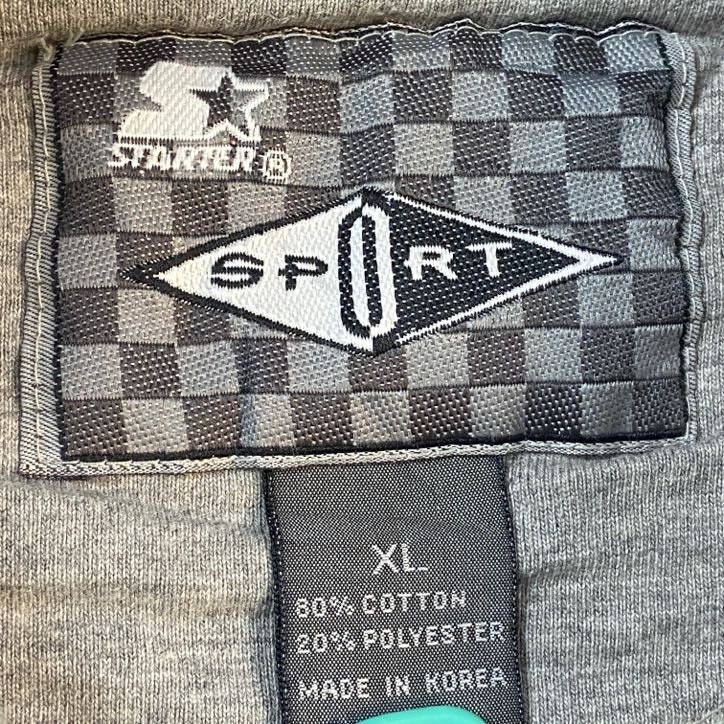 STARTER®
SPORT
XL
80% COTTON
20% POLYESTER
MADE IN KOREA